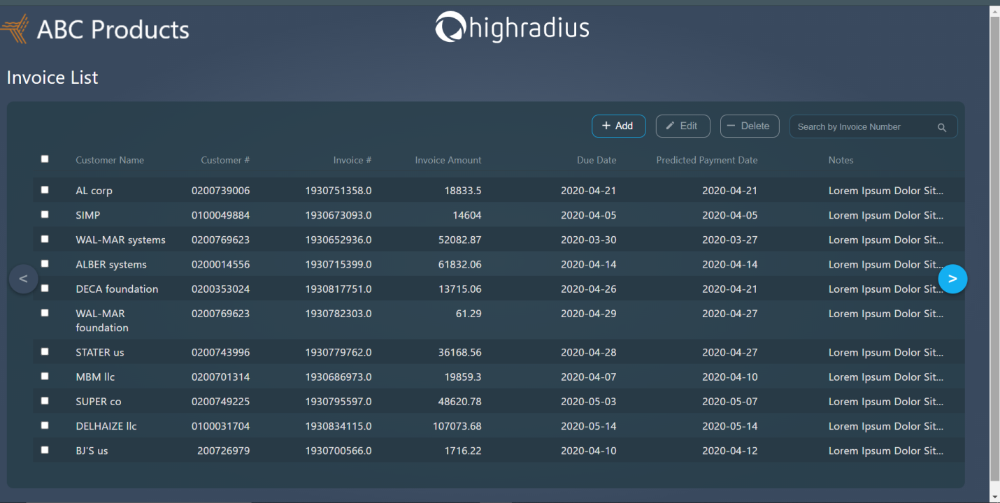 ABC Products
highradius
Invoice List
+ Add Edit − Delete Search by Invoice Number
Customer Name Customer # Invoice # Invoice Amount Due Date Predicted Payment Date Notes
AL corp 0200739006 1930751358.0 18833.5 2020-04-21 2020-04-21 Lorem Ipsum Dolor Sit...
SIMP 0100049884 1930673093.0 14604 2020-04-05 2020-04-05 Lorem Ipsum Dolor Sit...
WAL-MAR systems 0200769623 1930652936.0 52082.87 2020-03-30 2020-03-27 Lorem Ipsum Dolor Sit...
ALBER systems 0200014556 1930715399.0 61832.06 2020-04-14 2020-04-14 Lorem Ipsum Dolor Sit...
< >
DECA foundation 0200353024 1930817751.0 13715.06 2020-04-26 2020-04-21 Lorem Ipsum Dolor Sit...
WAL-MAR 0200769623 1930782303.0 61.29 2020-04-29 2020-04-27 Lorem Ipsum Dolor Sit...
foundation
STATER us 0200743996 1930779762.0 36168.56 2020-04-28 2020-04-27 Lorem Ipsum Dolor Sit...
MBM llc 0200701314 1930686973.0 19859.3 2020-04-07 2020-04-10 Lorem Ipsum Dolor Sit...
SUPER co 0200749225 1930795597.0 48620.78 2020-05-03 2020-05-07 Lorem Ipsum Dolor Sit...
DELHAIZE llc 0100031704 1930834115.0 107073.68 2020-05-14 2020-05-14 Lorem Ipsum Dolor Sit...
BJ'S us 200726979 1930700566.0 1716.22 2020-04-10 2020-04-12 Lorem Ipsum Dolor Sit...